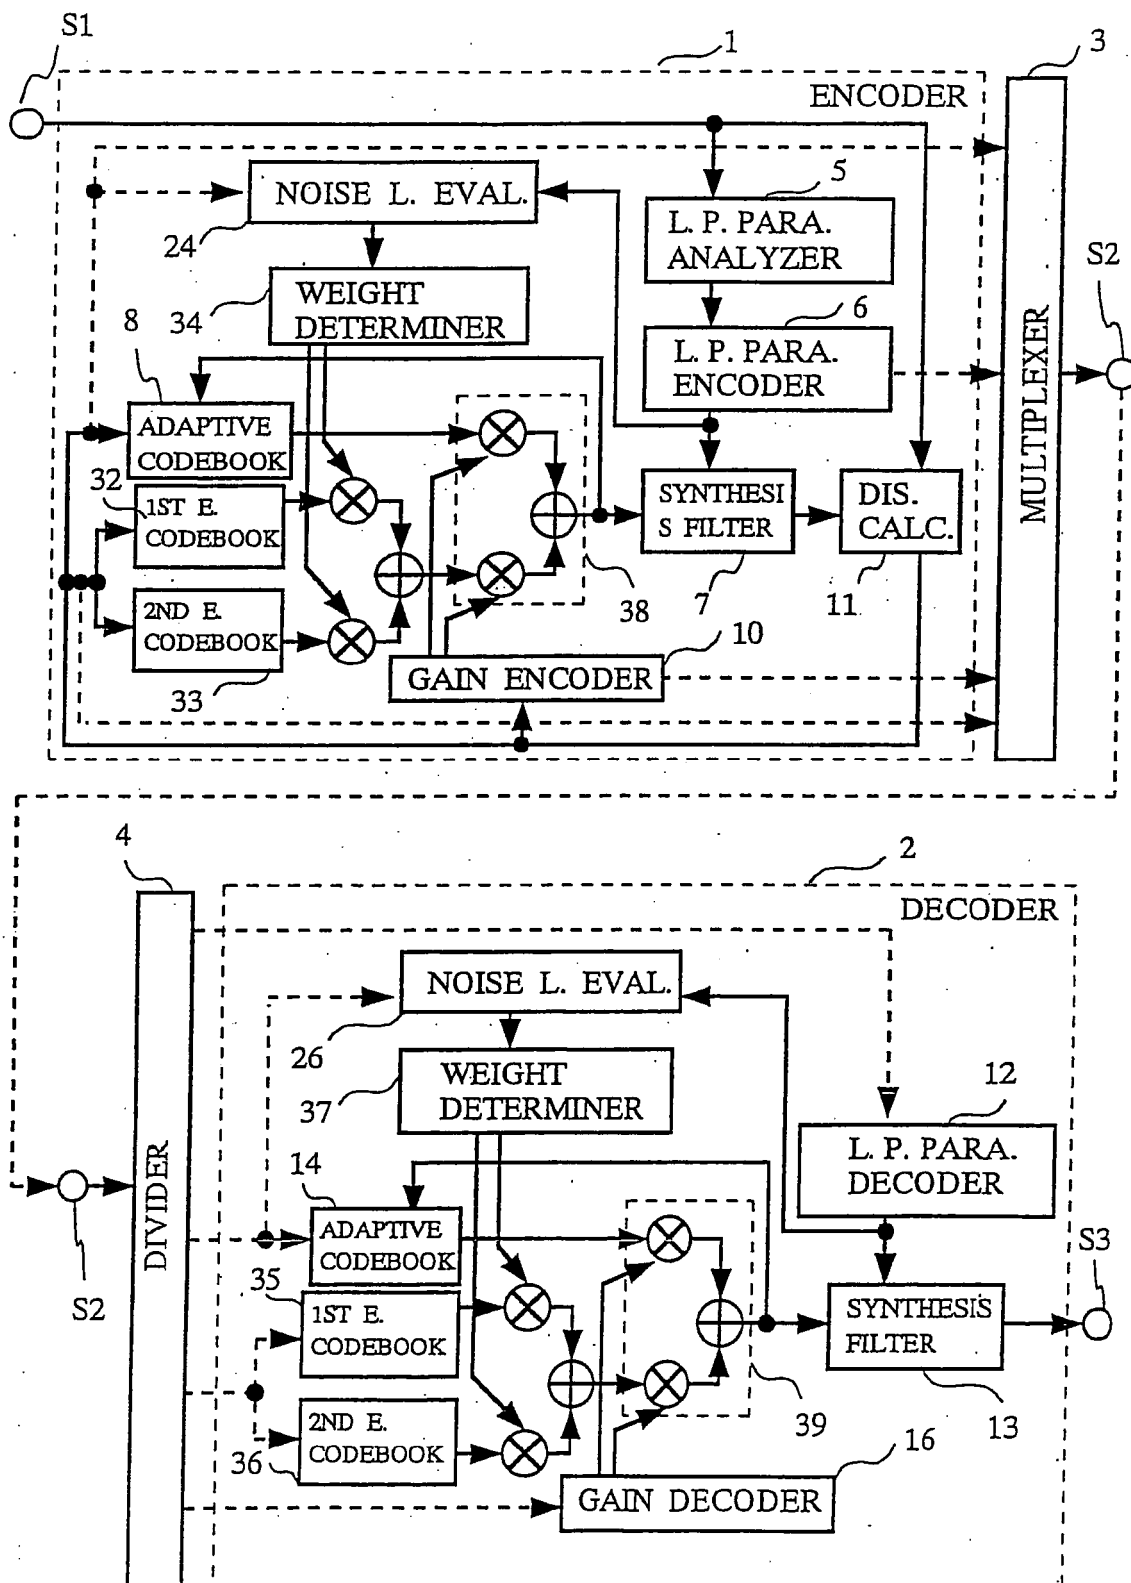 S1
1
3
ENCODER
NOISE L. EVAL.
24
5
L. P. PARA.
ANALYZER
S2
WEIGHT
DETERMINER
34
8
6
L. P. PARA.
ENCODER
MULTIPLEXER
ADAPTIVE
CODEBOOK
32
1ST E.
CODEBOOK
SYNTHESI
S FILTER
DIS.
CALC.
38
7
11
2ND E.
CODEBOOK
33
10
GAIN ENCODER
4
2
DECODER
NOISE L. EVAL.
26
WEIGHT
DETERMINER
37
12
L. P. PARA.
DECODER
DIVIDER
14
ADAPTIVE
CODEBOOK
S2
S3
35
1ST E.
CODEBOOK
SYNTHESIS
FILTER
39
13
2ND E.
CODEBOOK
36
16
GAIN DECODER